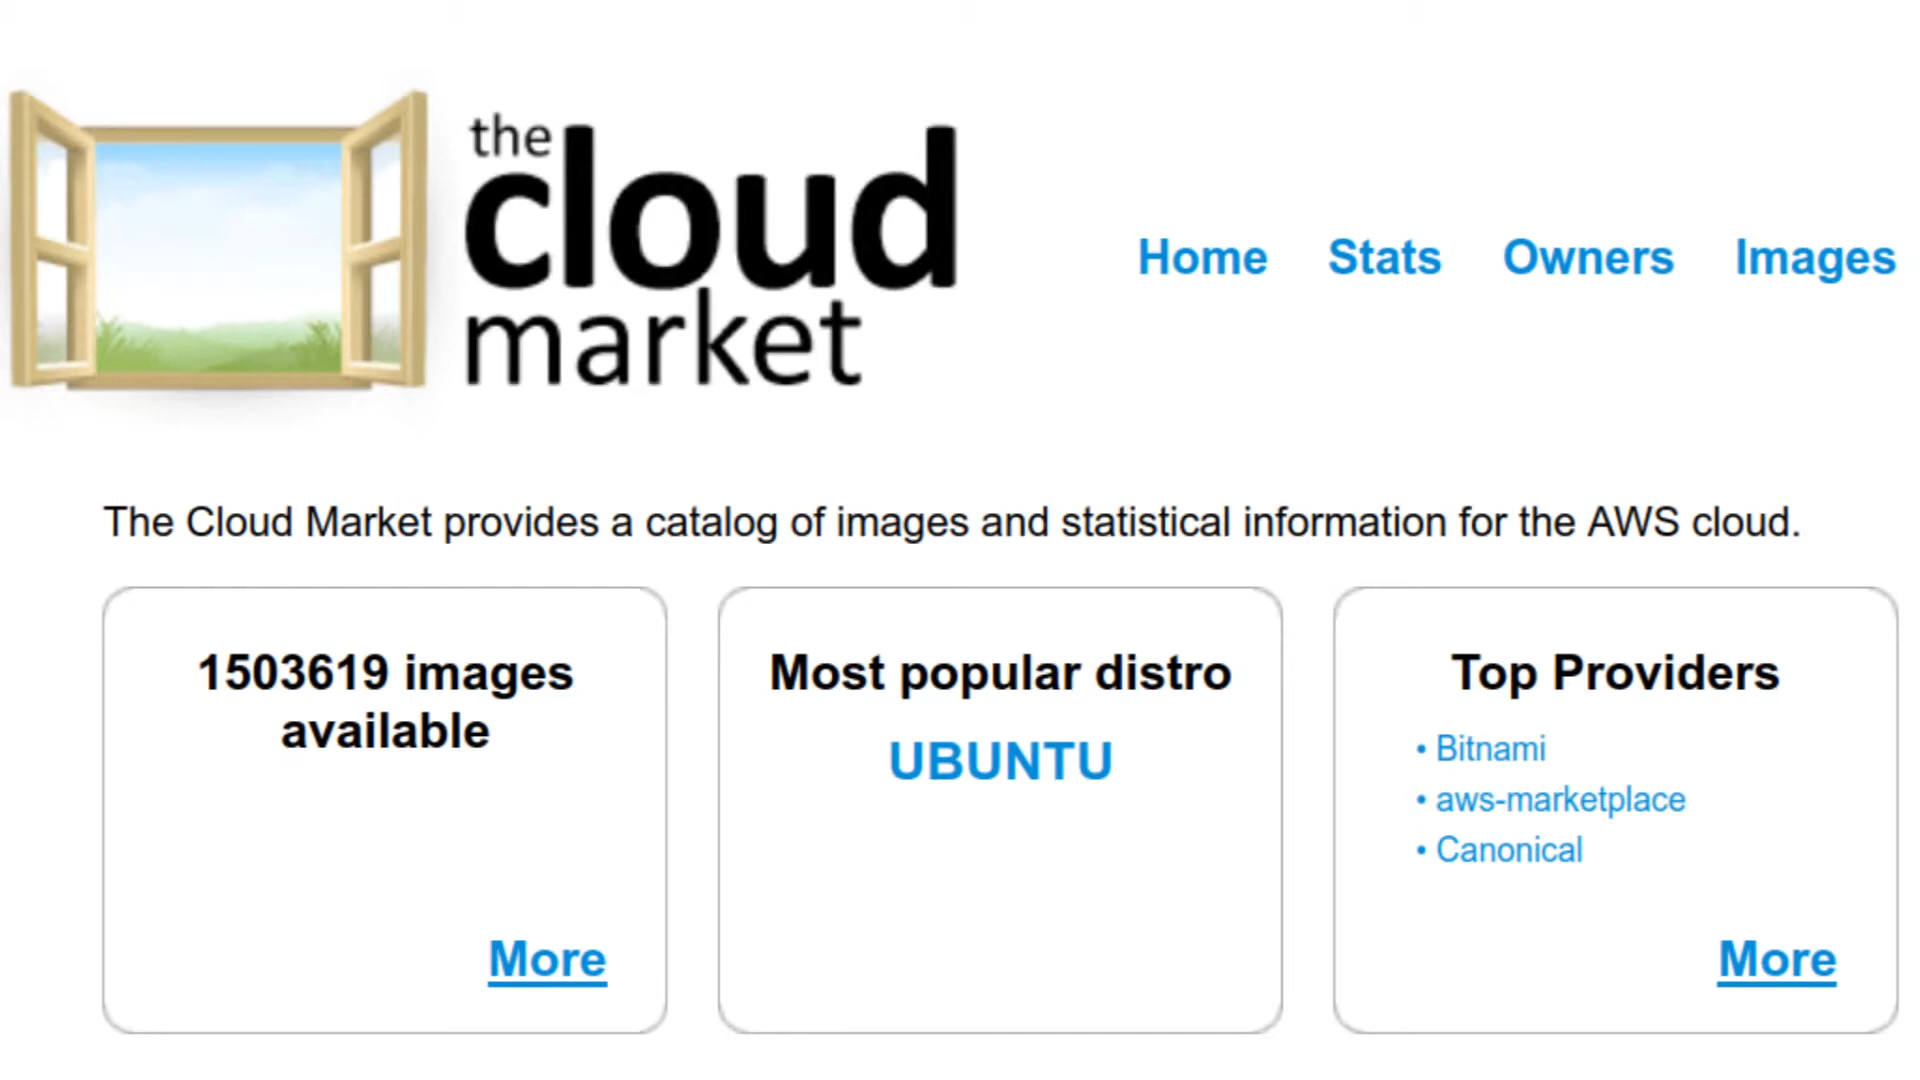 the
cloud
market
Home Stats Owners Images
The Cloud Market provides a catalog of images and statistical information for the AWS cloud.
1503619 images
available
More
Most popular distro
UBUNTU
Top Providers
• Bitnami
• aws-marketplace
• Canonical
More